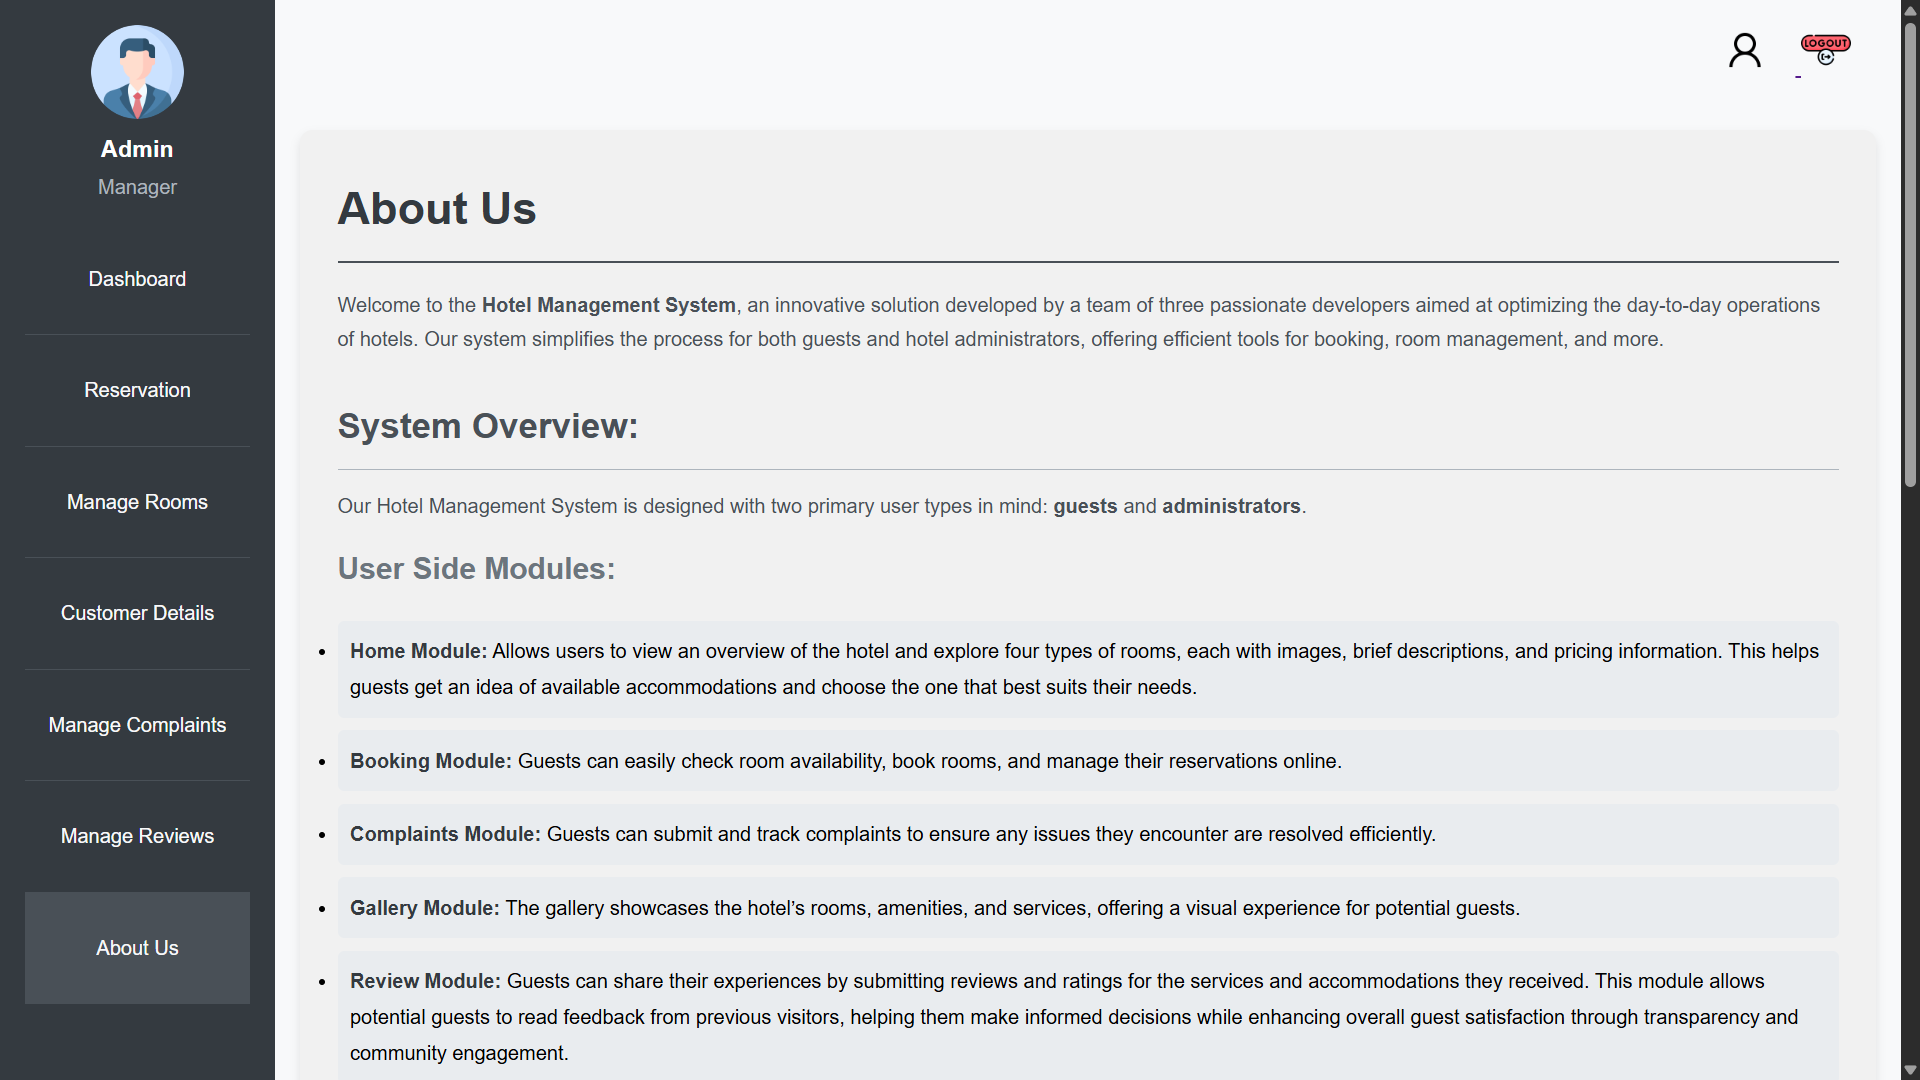 Admin
Manager
Dashboard
Reservation
Manage Rooms
Customer Details
Manage Complaints
Manage Reviews
About Us
LOGOUT
About Us
Welcome to the Hotel Management System, an innovative solution developed by a team of three passionate developers aimed at optimizing the day-to-day operations
of hotels. Our system simplifies the process for both guests and hotel administrators, offering efficient tools for booking, room management, and more.
System Overview:
Our Hotel Management System is designed with two primary user types in mind: guests and administrators.
User Side Modules:
• Home Module: Allows users to view an overview of the hotel and explore four types of rooms, each with images, brief descriptions, and pricing information. This helps
guests get an idea of available accommodations and choose the one that best suits their needs.
• Booking Module: Guests can easily check room availability, book rooms, and manage their reservations online.
• Complaints Module: Guests can submit and track complaints to ensure any issues they encounter are resolved efficiently.
• Gallery Module: The gallery showcases the hotel’s rooms, amenities, and services, offering a visual experience for potential guests.
• Review Module: Guests can share their experiences by submitting reviews and ratings for the services and accommodations they received. This module allows
potential guests to read feedback from previous visitors, helping them make informed decisions while enhancing overall guest satisfaction through transparency and
community engagement.